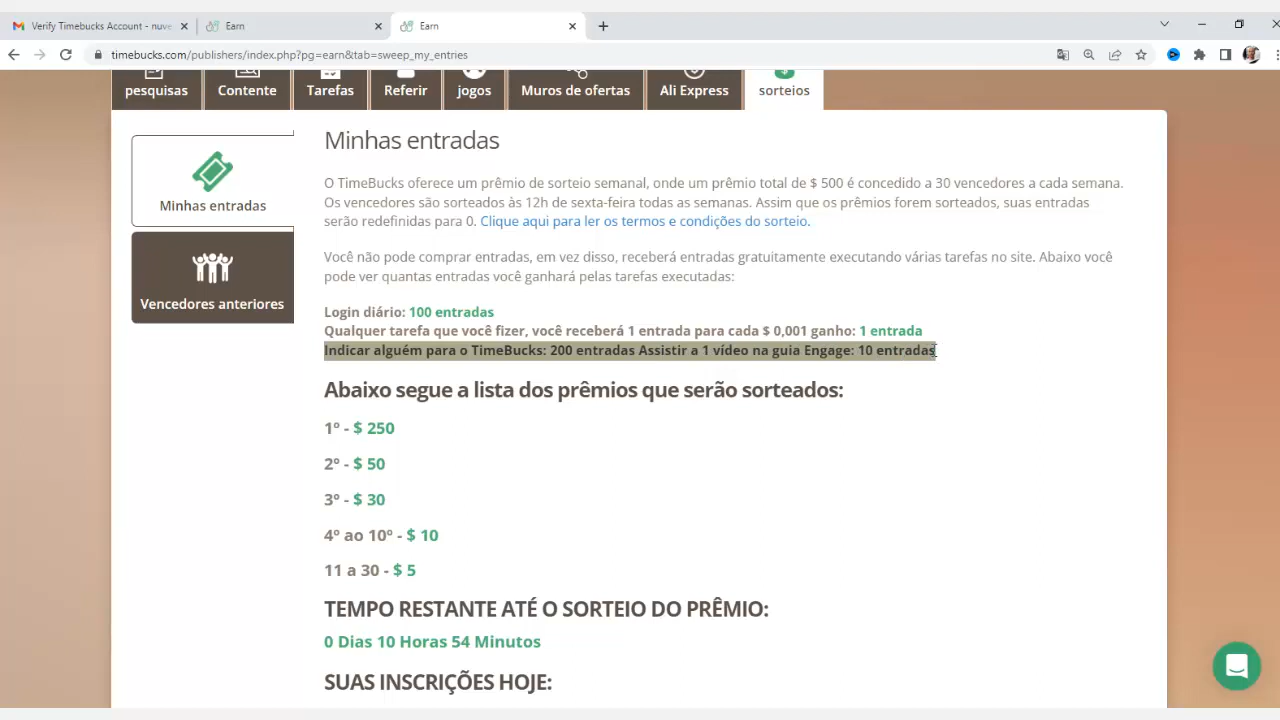 Verify Timebucks Account - nuve
Earn
Earn
timebucks.com/publishers/index.php?pg=earn&tab=sweep_my_entries
pesquisas
Contente
Tarefas
Referir
jogos
Muros de ofertas
Ali Express
sorteios
Minhas entradas
Vencedores anteriores
Minhas entradas
O TimeBucks oferece um prêmio de sorteio semanal, onde um prêmio total de $ 500 é concedido a 30 vencedores a cada semana.
Os vencedores são sorteados às 12h de sexta-feira todas as semanas. Assim que os prêmios forem sorteados, suas entradas
serão redefinidas para 0. Clique aqui para ler os termos e condições do sorteio.
Você não pode comprar entradas, em vez disso, receberá entradas gratuitamente executando várias tarefas no site. Abaixo você
pode ver quantas entradas você ganhará pelas tarefas executadas:
Login diário: 100 entradas
Qualquer tarefa que você fizer, você receberá 1 entrada para cada $ 0,001 ganho: 1 entrada
Indicar alguém para o TimeBucks: 200 entradas Assistir a 1 vídeo na guia Engage: 10 entradas
Abaixo segue a lista dos prêmios que serão sorteados:
1º - $ 250
2º - $ 50
3º - $ 30
4º ao 10º - $ 10
11 a 30 - $ 5
TEMPO RESTANTE ATÉ O SORTEIO DO PRÊMIO:
0 Dias 10 Horas 54 Minutos
SUAS INSCRIÇÕES HOJE: